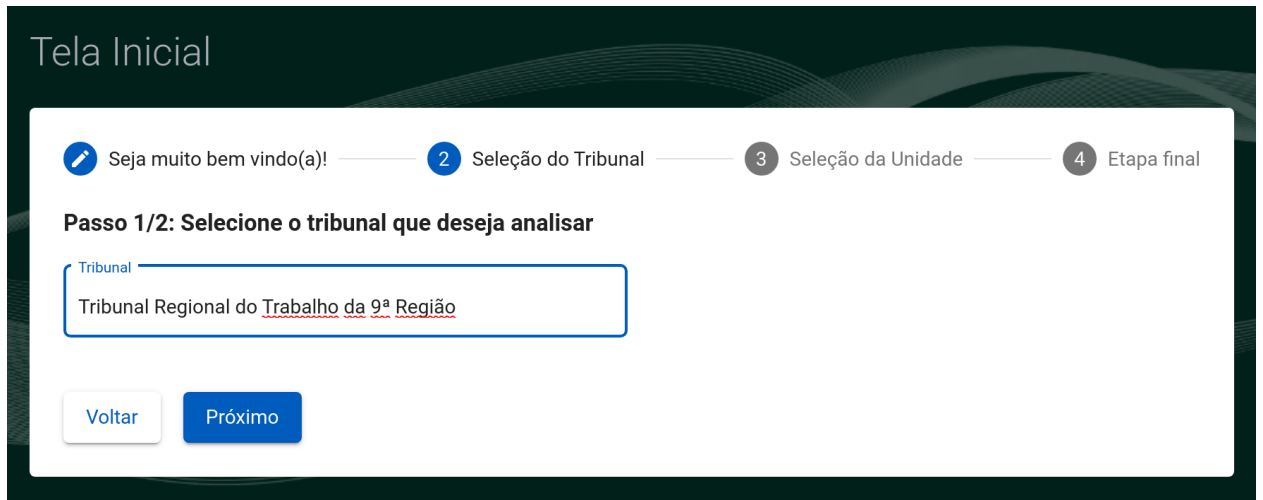 Tela Inicial
Seja muito bem vindo(a)! 2 Seleção do Tribunal 3 Seleção da Unidade 4 Etapa final
Passo 1/2: Selecione o tribunal que deseja analisar
Tribunal
Tribunal Regional do Trabalho da 9ª Região
Voltar Próximo